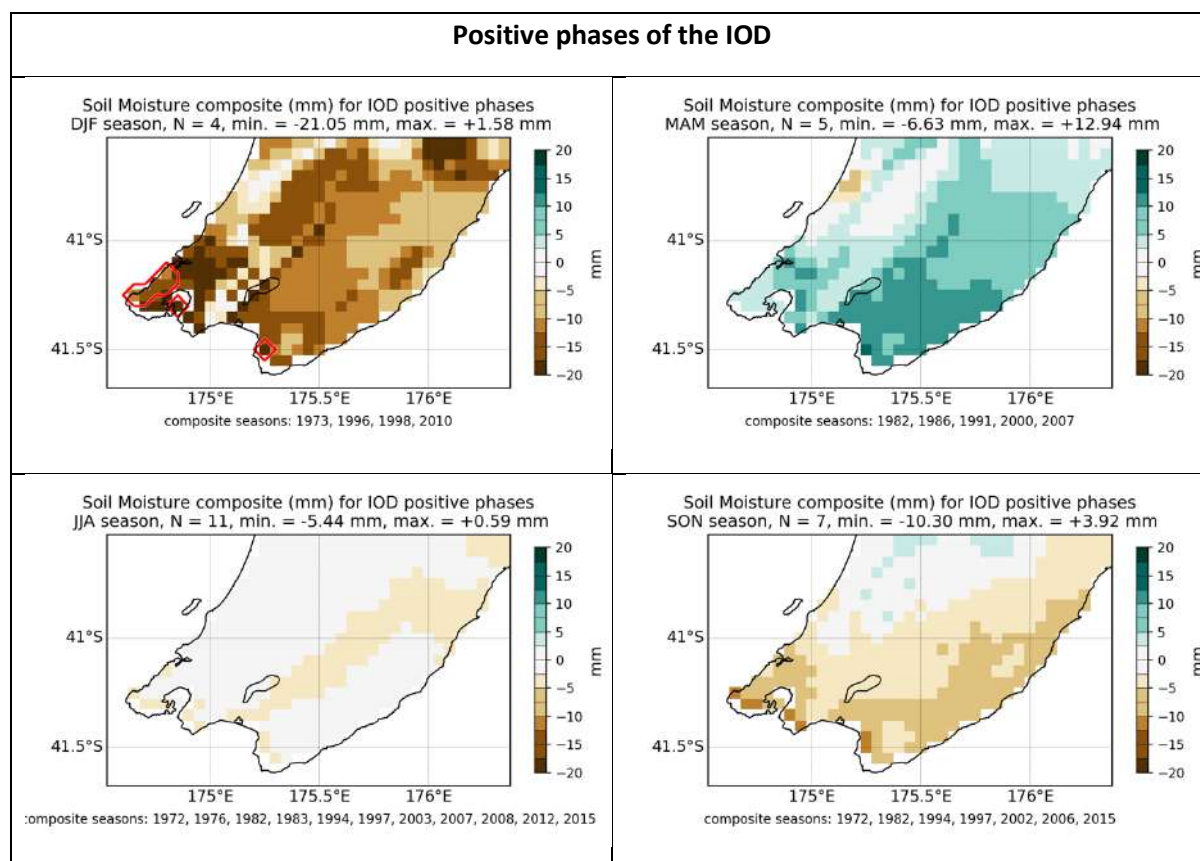 Positive phases of the IOD
Soil Moisture composite (mm) for IOD positive phases
DJF season, N = 4, min. = -21.05 mm, max. = +1.58 mm
20
15
10
5
0
−5
−10
−15
−20
mm
41°S
41.5°S
175°E
175.5°E
176°E
composite seasons: 1973, 1996, 1998, 2010
Soil Moisture composite (mm) for IOD positive phases
MAM season, N = 5, min. = -6.63 mm, max. = +12.94 mm
20
15
10
5
0
−5
−10
−15
−20
mm
41°S
41.5°S
175°E
175.5°E
176°E
composite seasons: 1982, 1986, 1991, 2000, 2007
Soil Moisture composite (mm) for IOD positive phases
JJA season, N = 11, min. = -5.44 mm, max. = +0.59 mm
20
15
10
5
0
−5
−10
−15
−20
mm
41°S
41.5°S
175°E
175.5°E
176°E
composite seasons: 1972, 1976, 1982, 1983, 1994, 1997, 2003, 2007, 2008, 2012, 2015
Soil Moisture composite (mm) for IOD positive phases
SON season, N = 7, min. = -10.30 mm, max. = +3.92 mm
20
15
10
5
0
−5
−10
−15
−20
mm
41°S
41.5°S
175°E
175.5°E
176°E
composite seasons: 1972, 1982, 1994, 1997, 2002, 2006, 2015